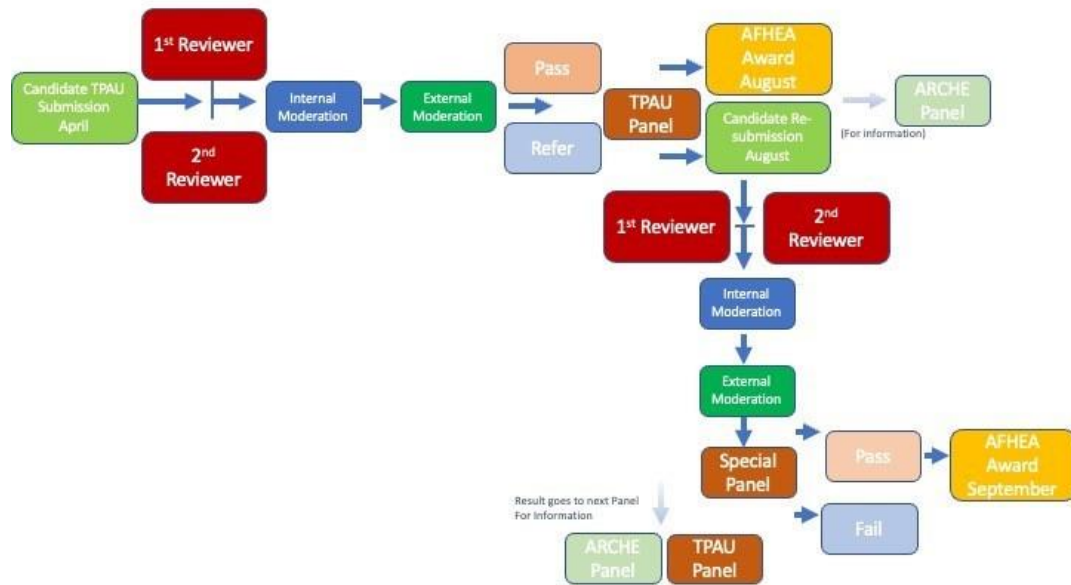 1st Reviewer
Candidate TPAU
Submission
April
2nd
Reviewer
Internal
Moderation
External
Moderation
Pass
Refer
TPAU
Panel
AFHEA
Award
August
Candidate Re-
submission
August
(For information)
ARCHE
Panel
1st Reviewer
2nd
Reviewer
Internal
Moderation
External
Moderation
Special
Panel
Pass
AFHEA
Award
September
Fail
Result goes to next Panel
For Information
ARCHE
Panel
TPAU
Panel